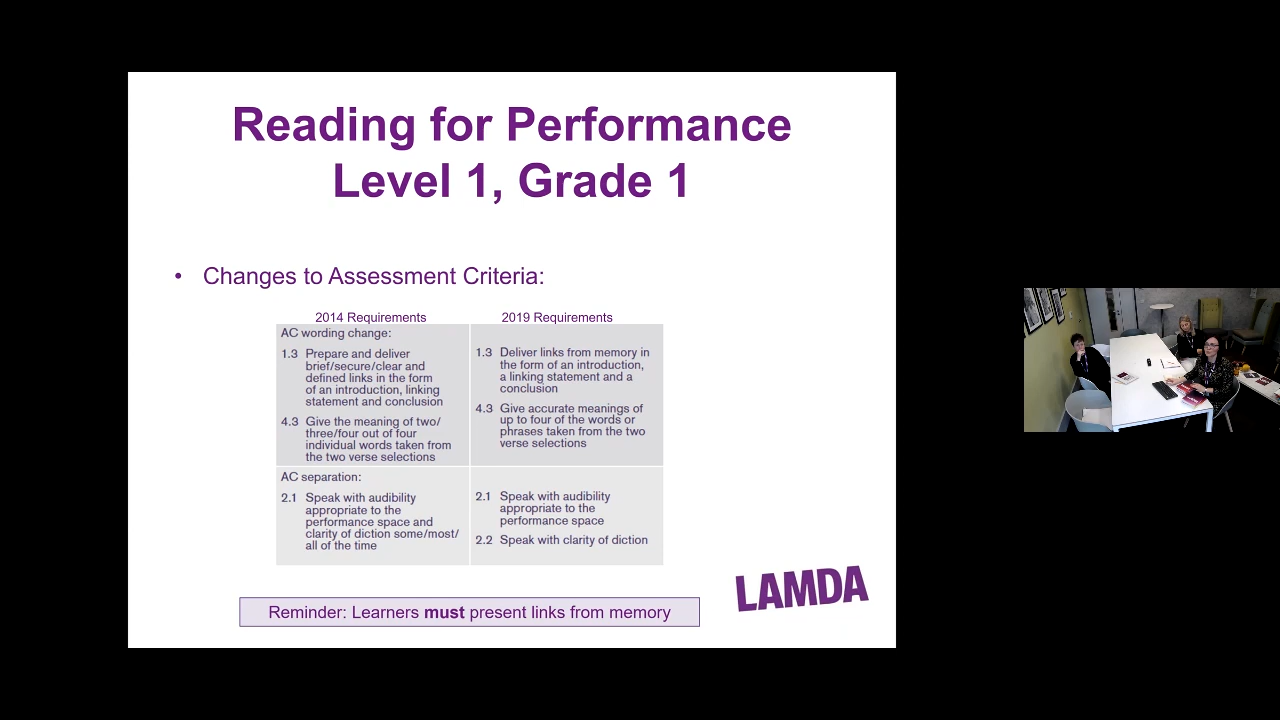 Reading for Performance
Level 1, Grade 1
• Changes to Assessment Criteria:
2014 Requirements
AC wording change:
1.3 Prepare and deliver
brief/secure/clear and
defined links in the form
of an introduction, linking
statement and conclusion
4.3 Give the meaning of two/
three/four out of four
individual words taken from
the two verse selections
AC separation:
2.1 Speak with audibility
appropriate to the
performance space and
clarity of diction some/most/
all of the time
2019 Requirements
1.3 Deliver links from memory in
the form of an introduction,
a linking statement and a
conclusion
4.3 Give accurate meanings of
up to four of the words or
phrases taken from the two
verse selections
2.1 Speak with audibility
appropriate to the
performance space
2.2 Speak with clarity of diction
Reminder: Learners must present links from memory
LAMDA